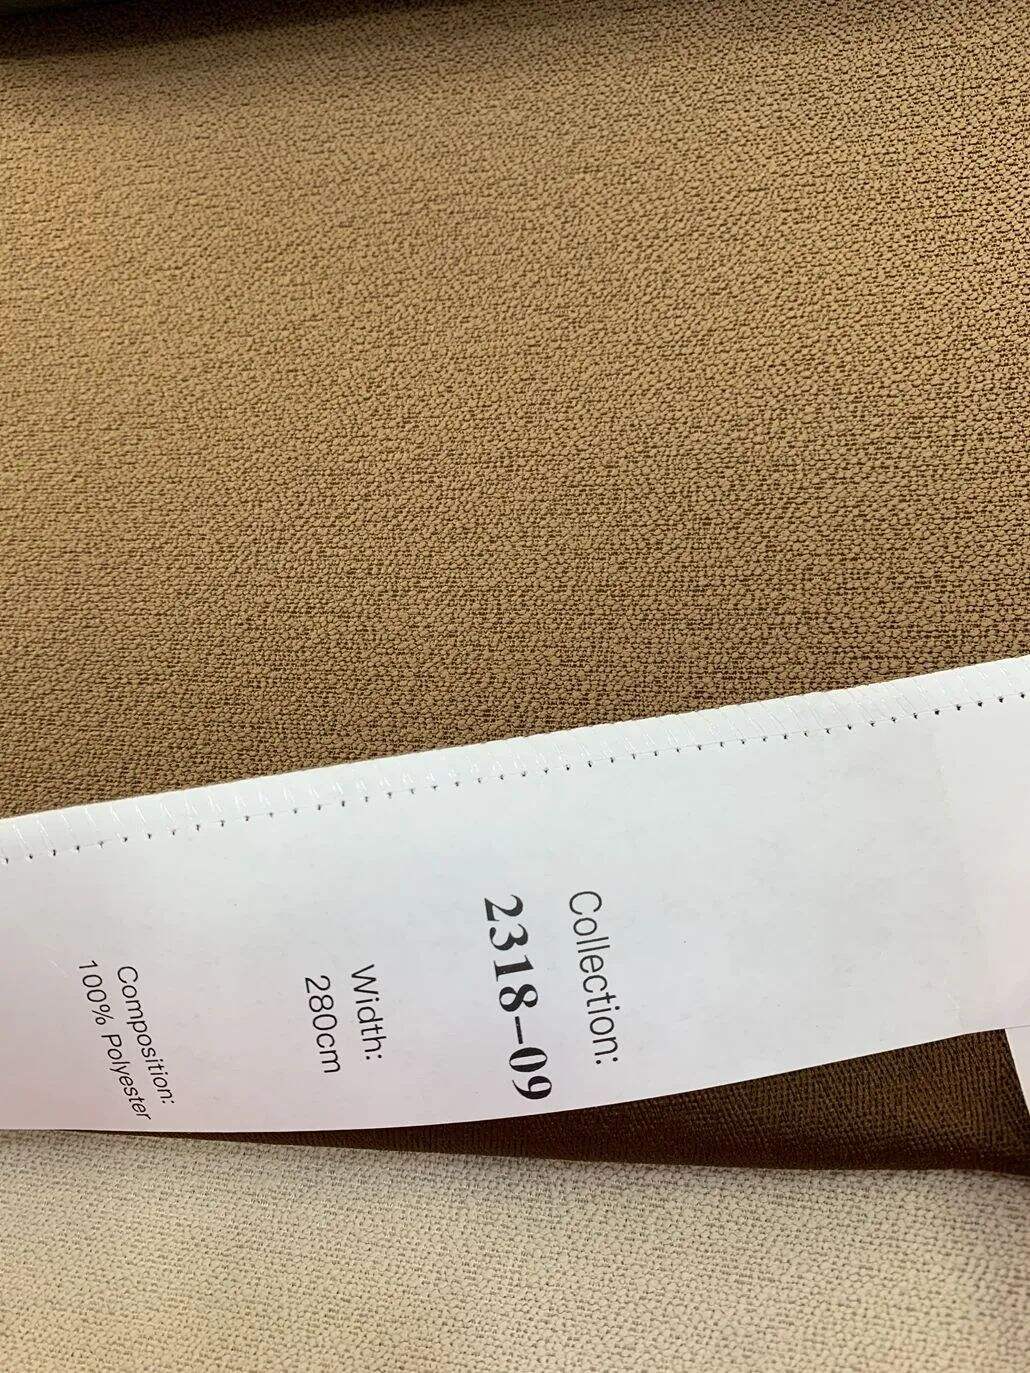 Collection:
2318-09
Width:
280cm
Composition:
100% Polyester